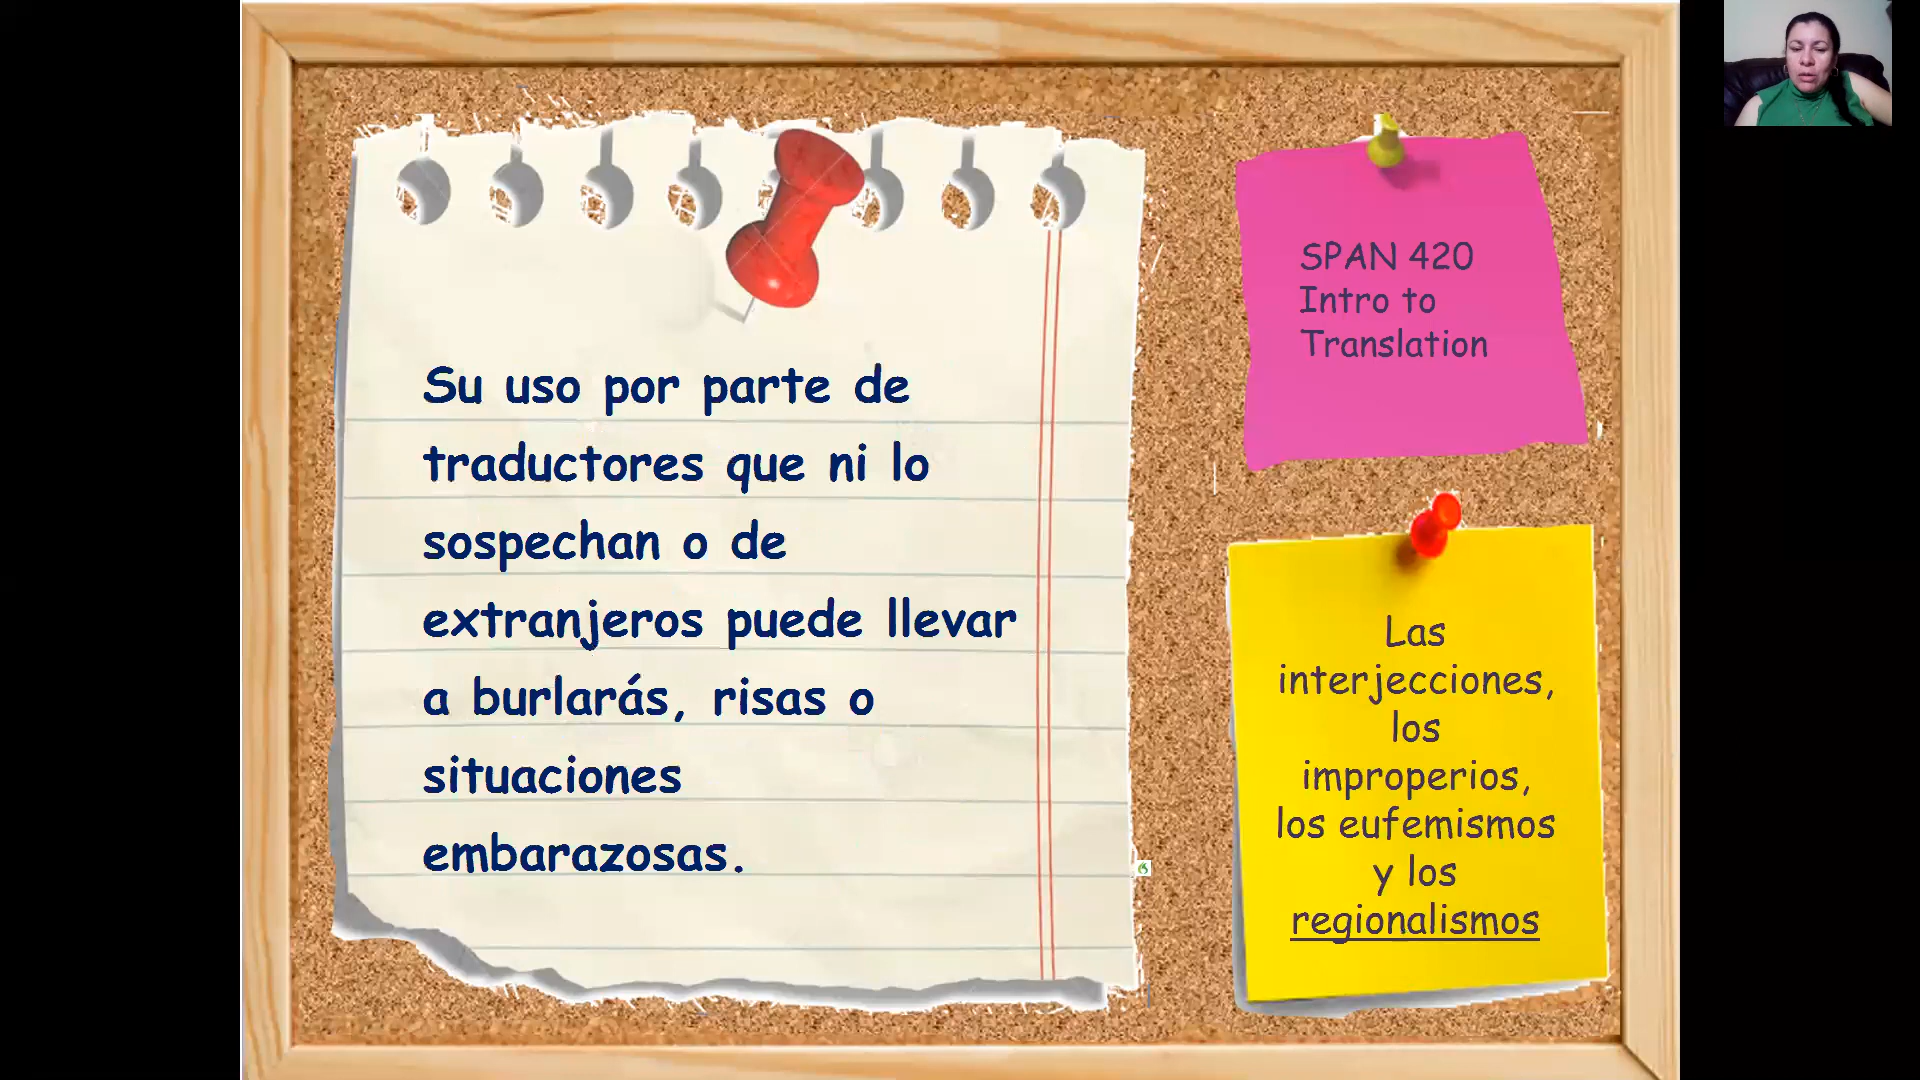 Su uso por parte de
traductores que ni lo
sospechan o de
extranjeros puede llevar
a burlarás, risas o
situaciones
embarazosas.
SPAN 420
Intro to
Translation
Las
interjecciones,
los
improperios,
los eufemismos
y los
regionalismos